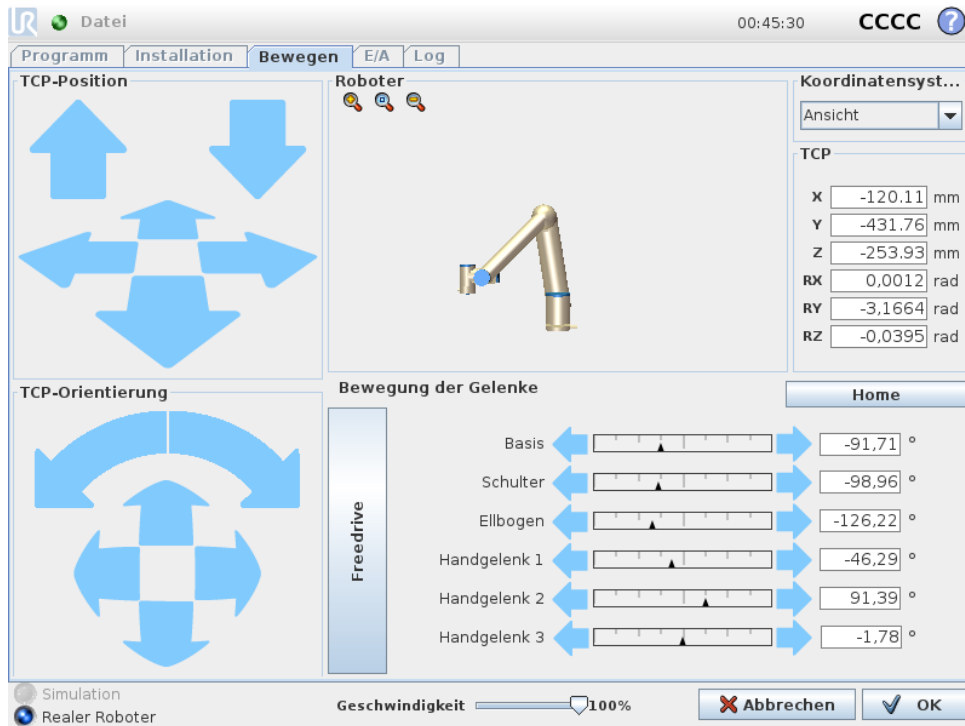 UR Datei 00:45:30 CCCC ?
Programm Installation Bewegen E/A Log
TCP-Position
Roboter
Koordinatensyst...
Ansicht
TCP
X -120.11 mm
Y -431.76 mm
Z -253.93 mm
RX 0,0012 rad
RY -3,1664 rad
RZ -0,0395 rad
TCP-Orientierung
Bewegung der Gelenke
Home
Freedrive
Basis -91,71 °
Schulter -98,96 °
Ellbogen -126,22 °
Handgelenk 1 -46,29 °
Handgelenk 2 91,39 °
Handgelenk 3 -1,78 °
Simulation
Realer Roboter
Geschwindigkeit 100%
Abbrechen
OK